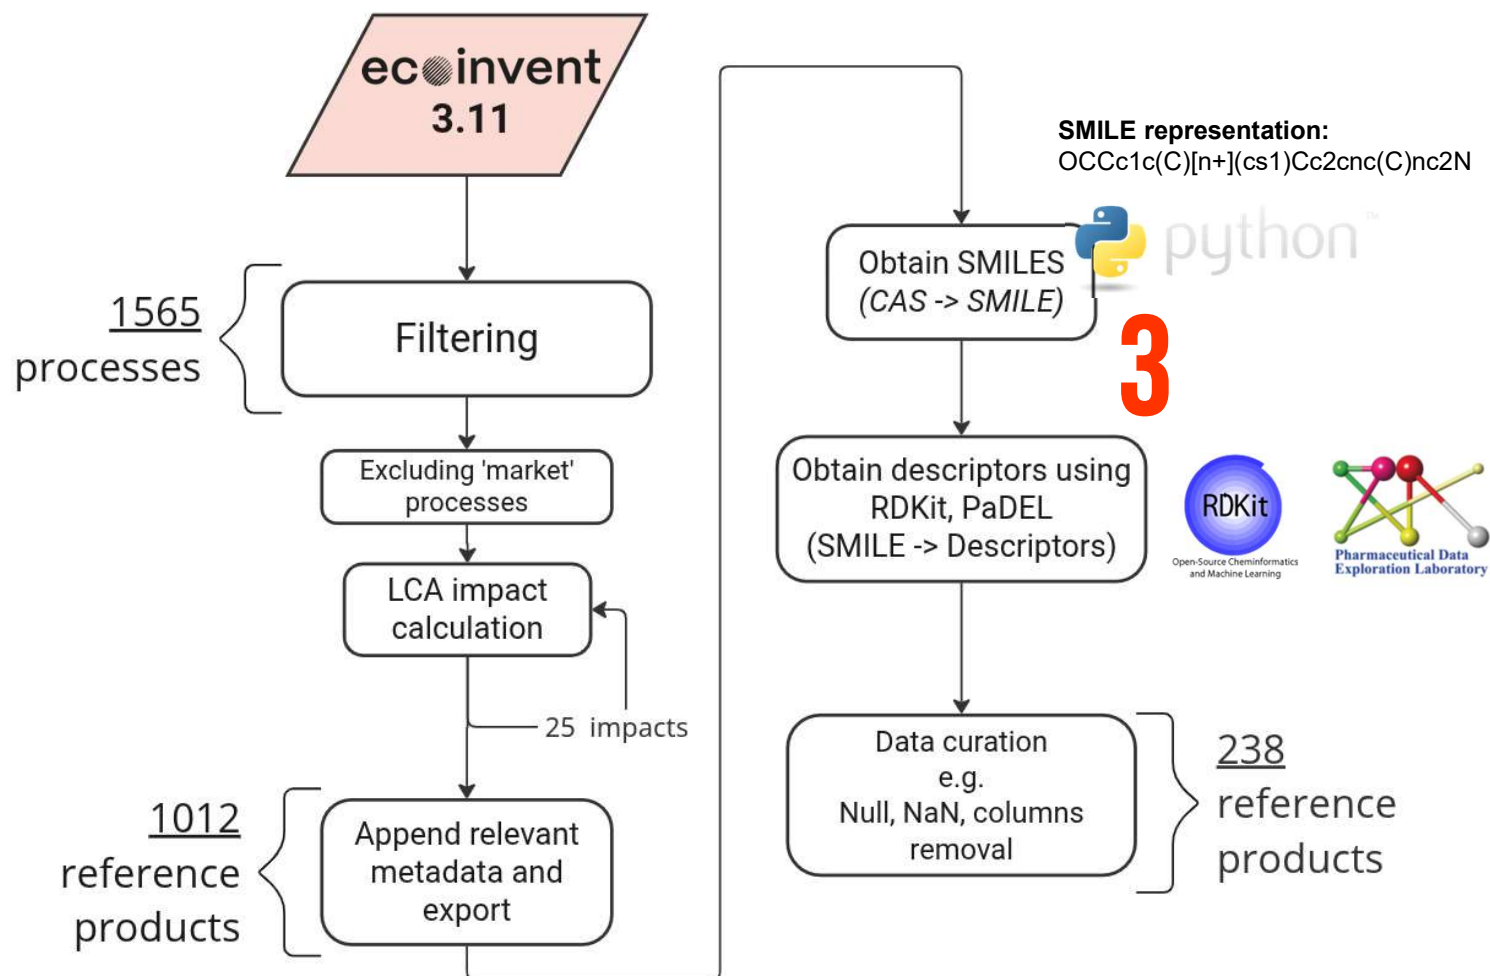 ecoinvent
3.11
1565
processes
Filtering
Excluding 'market'
processes
LCA impact
calculation
25 impacts
1012
reference
products
Append relevant
metadata and
export
SMILE representation:
OCCc1c(C)[n+](cs1)Cc2cnc(C)nc2N
Obtain SMILES
(CAS -> SMILE)
python™
3
Obtain descriptors using
RDKit, PaDEL
(SMILE -> Descriptors)
RDKit
Open-Source Cheminformatics
and Machine Learning
Pharmaceutical Data
Exploration Laboratory
Data curation
e.g.
Null, NaN, columns
removal
238
reference
products